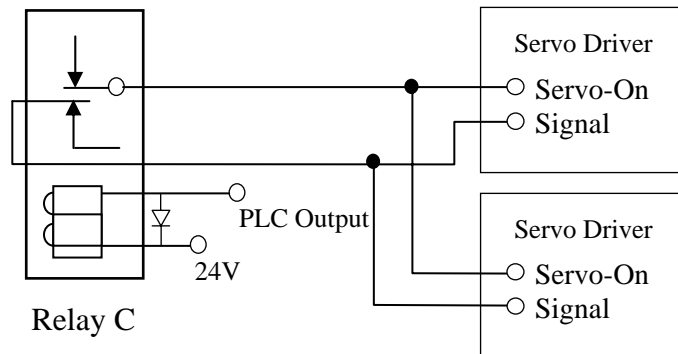 Servo Driver
Servo-On
Signal
PLC Output
24V
Relay C
Servo Driver
Servo-On
Signal